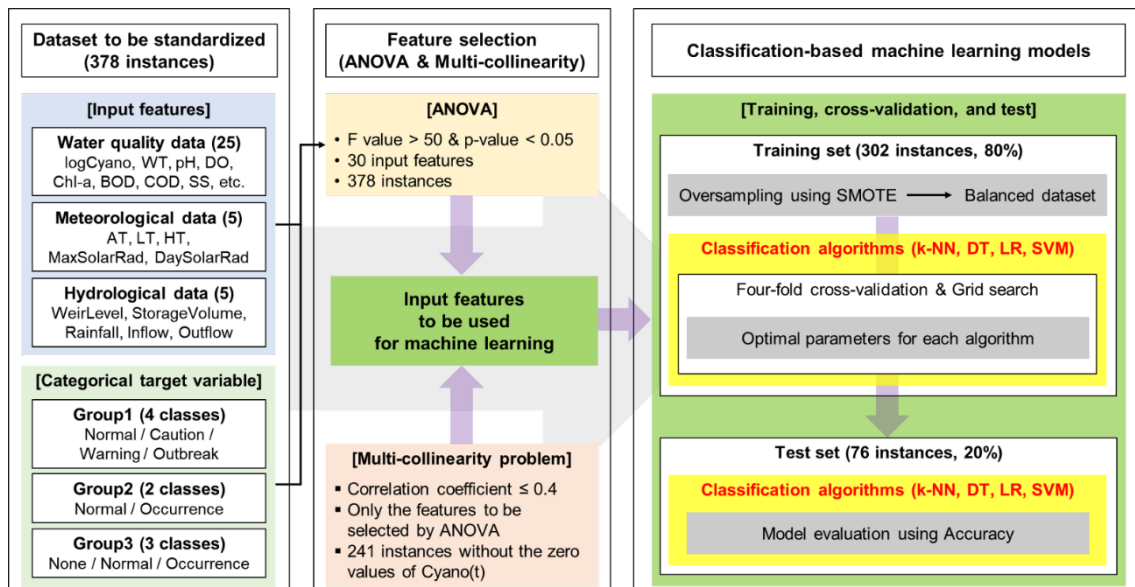 Dataset to be standardized
(378 instances)
[Input features]
Water quality data (25)
logCyano, WT, pH, DO,
Chl-a, BOD, COD, SS, etc.
Meteorological data (5)
AT, LT, HT,
MaxSolarRad, DaySolarRad
Hydrological data (5)
WeirLevel, StorageVolume,
Rainfall, Inflow, Outflow
[Categorical target variable]
Group1 (4 classes)
Normal / Caution /
Warning / Outbreak
Group2 (2 classes)
Normal / Occurrence
Group3 (3 classes)
None / Normal / Occurrence
Feature selection
(ANOVA & Multi-collinearity)
[ANOVA]
• F value > 50 & p-value < 0.05
• 30 input features
• 378 instances
Input features
to be used
for machine learning
[Multi-collinearity problem]
▪ Correlation coefficient ≤ 0.4
▪ Only the features to be
selected by ANOVA
▪ 241 instances without the zero
values of Cyano(t)
Classification-based machine learning models
[Training, cross-validation, and test]
Training set (302 instances, 80%)
Oversampling using SMOTE → Balanced dataset
Classification algorithms (k-NN, DT, LR, SVM)
Four-fold cross-validation & Grid search
Optimal parameters for each algorithm
Test set (76 instances, 20%)
Classification algorithms (k-NN, DT, LR, SVM)
Model evaluation using Accuracy